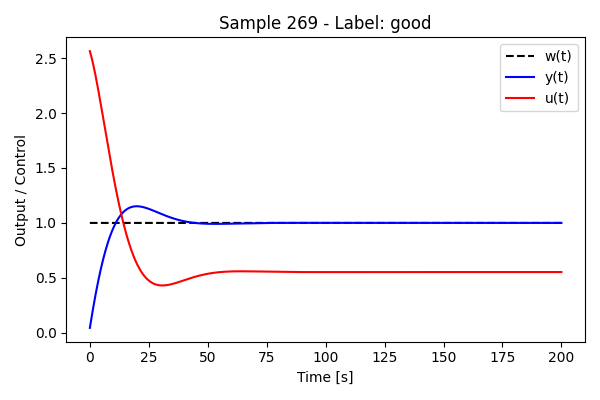 Sample 269 - Label: good
w(t)
y(t)
u(t)
Output / Control
2.5
2.0
1.5
1.0
0.5
0.0
0 25 50 75 100 125 150 175 200
Time [s]